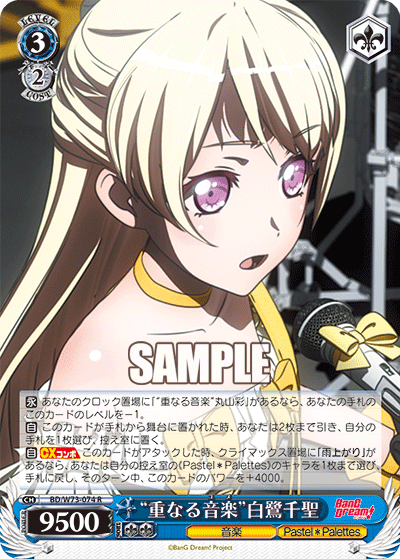 LEVEL
3
2
COST
SAMPLE
永 あなたのクロック置場に「“重なる音楽”丸山彩」があるなら、あなたの手札の
このカードのレベルを－1。
自 このカードが手札から舞台に置かれた時、あなたは2枚まで引き、自分の
手札を1枚選び、控え室に置く。
自 CXコンボ このカードがアタックした時、クライマックス置場に「雨上がり」が
あるなら、あなたは自分の控え室の《Pastel＊Palettes》のキャラを1枚まで選び
手札に戻し、そのターン中、このカードのパワーを＋4000。
CH BD/W73-074 R
9500
“重なる音楽”白鷺千聖
BanG Dream!
音楽
Pastel＊Palettes
©BanG Dream! Project